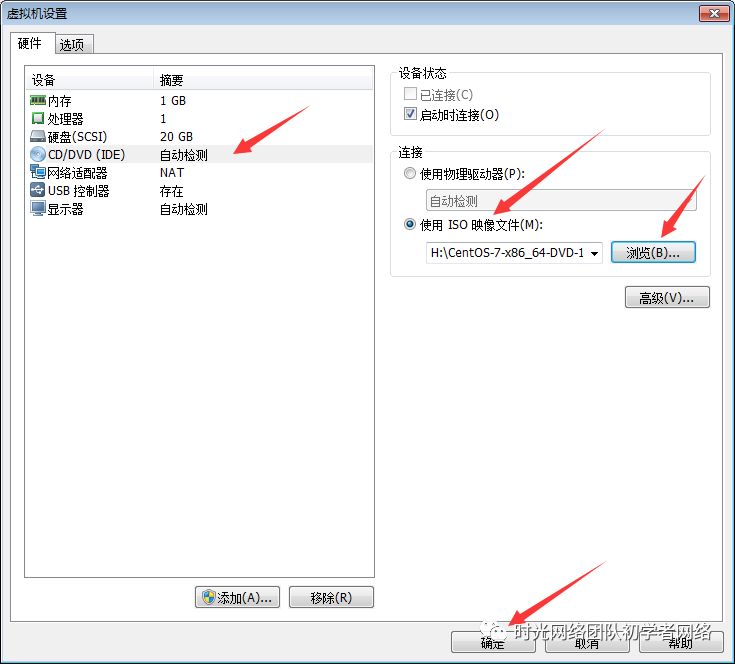 虚拟机设置
硬件 选项
设备 摘要
内存 1 GB
处理器 1
硬盘(SCSI) 20 GB
CD/DVD (IDE) 自动检测
网络适配器 NAT
USB 控制器 存在
显示器 自动检测
添加(A)... 移除(R)
设备状态
已连接(C)
启动时连接(O)
连接
使用物理驱动器(P):
自动检测
使用 ISO 映像文件(M):
H:\CentOS-7-x86_64-DVD-1 浏览(B)...
高级(V)...
确定 取消 帮助
时光网络团队初学者网络